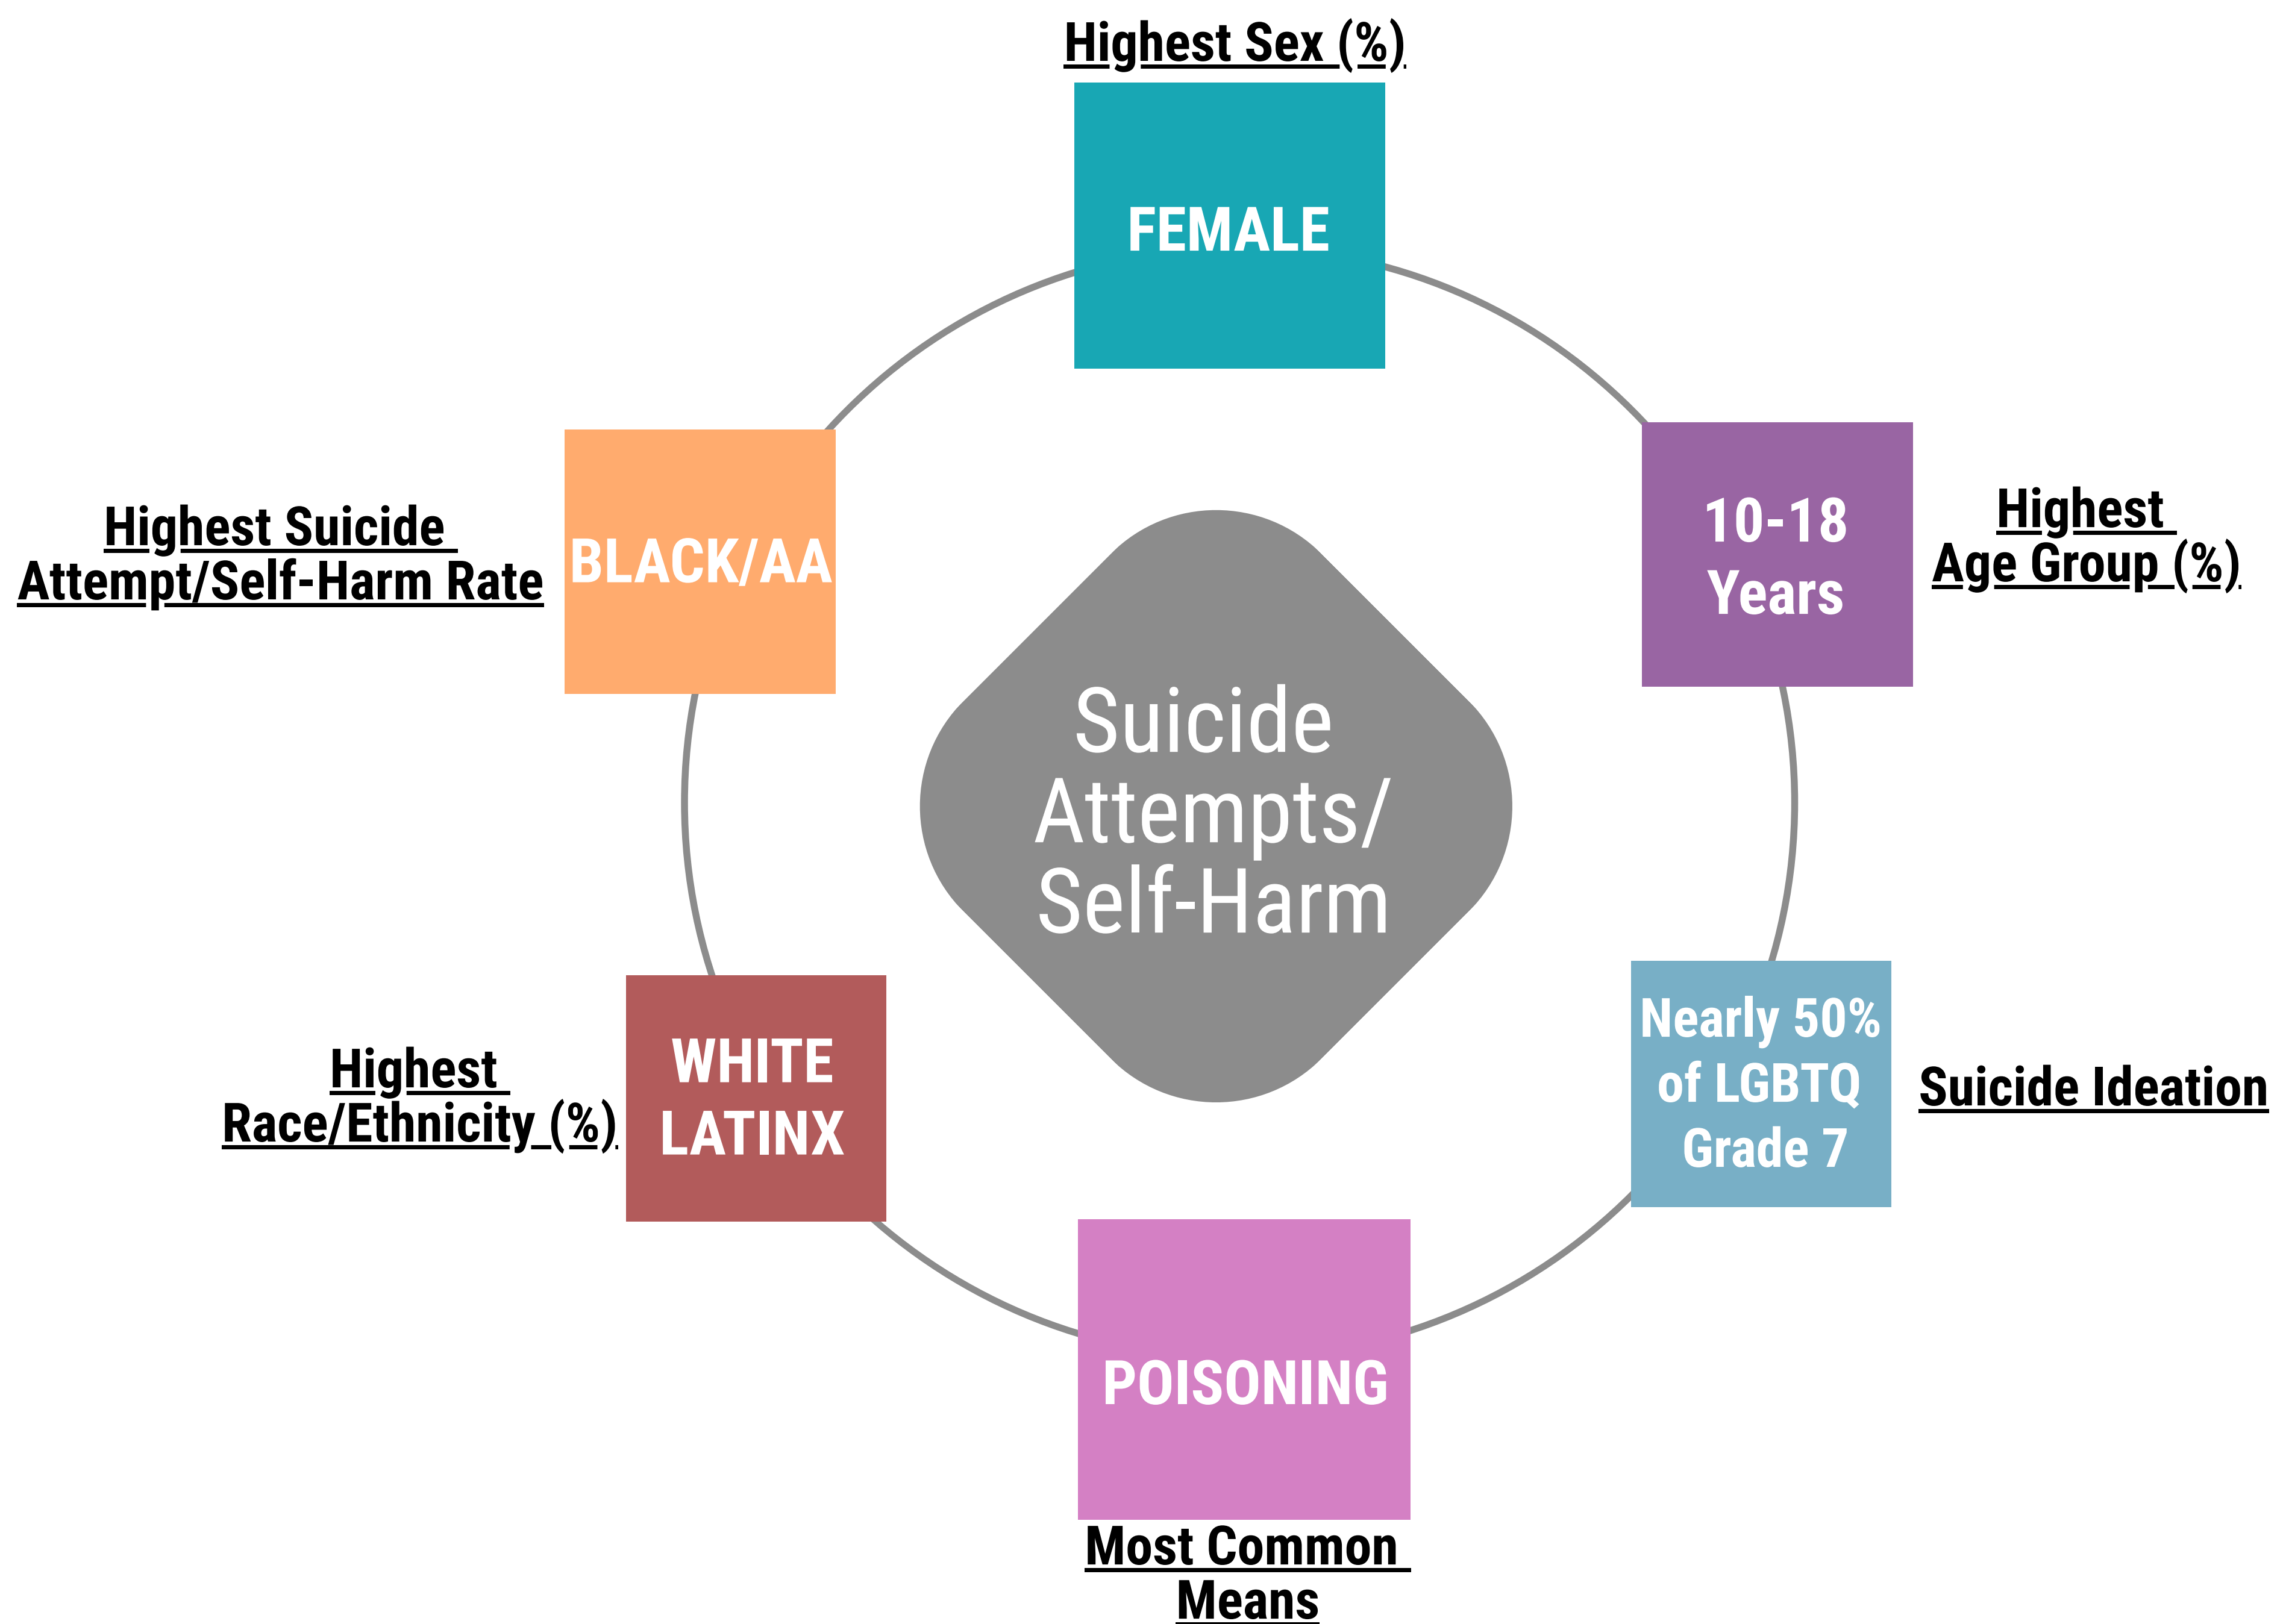 Highest Sex (%)
FEMALE
Highest Suicide
Attempt/Self-Harm Rate
BLACK/AA
10-18
Years
Highest
Age Group (%)
Suicide
Attempts/
Self-Harm
Highest
Race/Ethnicity (%)
WHITE
LATINX
Nearly 50%
of LGBTQ
Grade 7
Suicide Ideation
POISONING
Most Common
Means